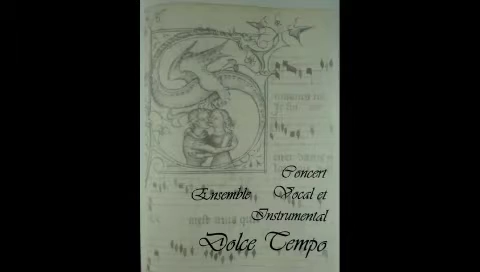 Concert
Ensemble Vocal et
Instrumental
Dolce Tempo